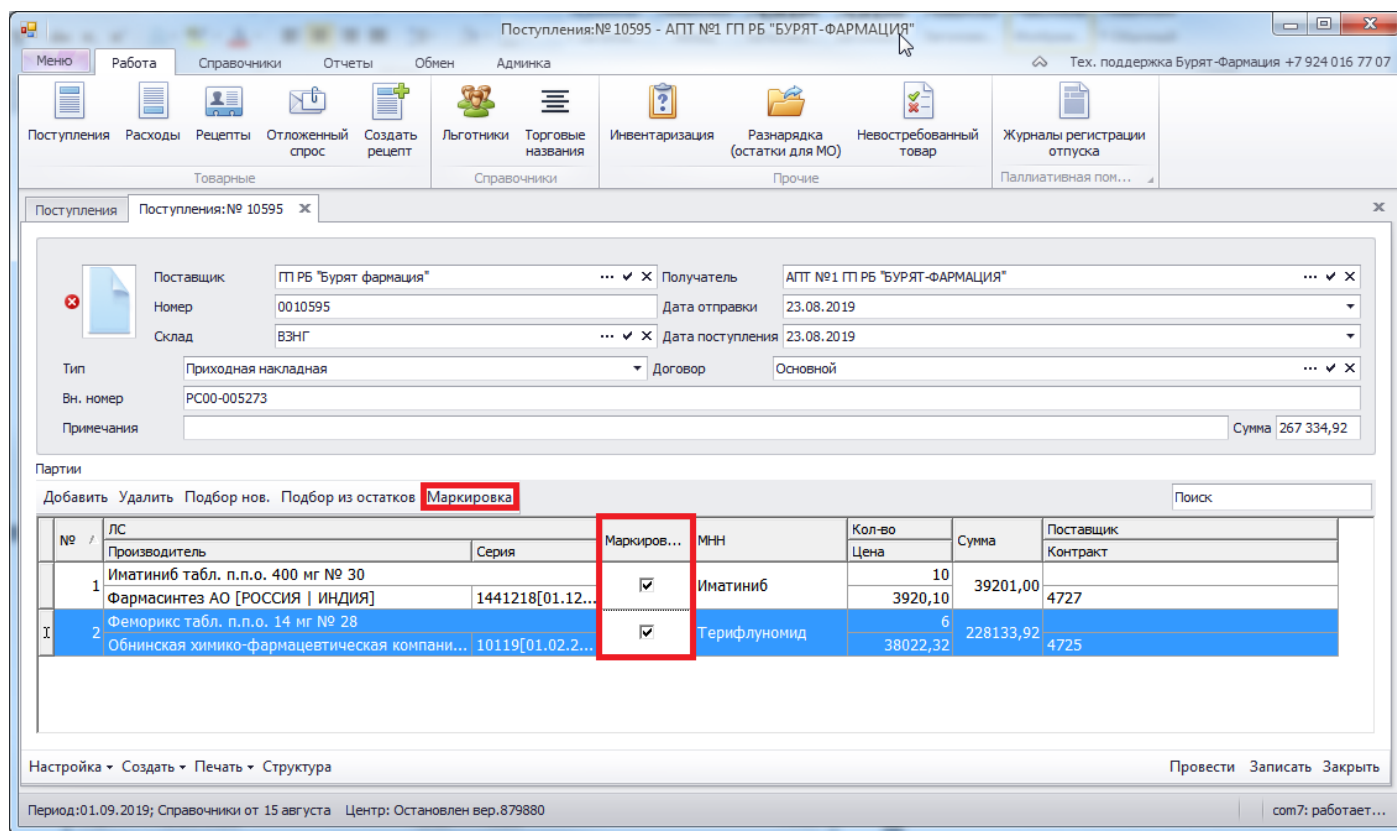 Поступления:№ 10595 - АПТ №1 ГП РБ "БУРЯТ-ФАРМАЦИЯ"
Меню Работа Справочники Отчеты Обмен Админка Тех. поддержка Бурят-Фармация +7 924 016 77 07
Поступления Расходы Рецепты Отложенный спрос Создать рецепт Льготники Торговые названия Инвентаризация Разнарядка (остатки для МО) Невостребованный товар Журналы регистрации отпуска
Товарные Справочники Прочие Паллиативная пом...
Поступления Поступления:№ 10595
Поставщик ГП РБ "Бурят фармация" Получатель АПТ №1 ГП РБ "БУРЯТ-ФАРМАЦИЯ"
Номер 0010595 Дата отправки 23.08.2019
Склад ВЗНГ Дата поступления 23.08.2019
Тип Приходная накладная Договор Основной
Вн. номер РС00-005273
Примечания Сумма 267 334,92
Партии
Добавить Удалить Подбор нов. Подбор из остатков Маркировка Поиск
№ ЛС Маркиров... МНН Кол-во Сумма Поставщик
Производитель Серия Цена Контракт
1 Иматиниб табл. п.п.о. 400 мг № 30 Иматиниб 10 39201,00
Фармасинтез АО [РОССИЯ | ИНДИЯ] 1441218[01.12... 3920,10 4727
2 Феморикс табл. п.п.о. 14 мг № 28 Терифлуномид 6 228133,92
Обнинская химико-фармацевтическая компани... 10119[01.02.2... 38022,32 4725
Настройка Создать Печать Структура Провести Записать Закрыть
Период:01.09.2019; Справочники от 15 августа Центр: Остановлен вер.879880 com7: работает...